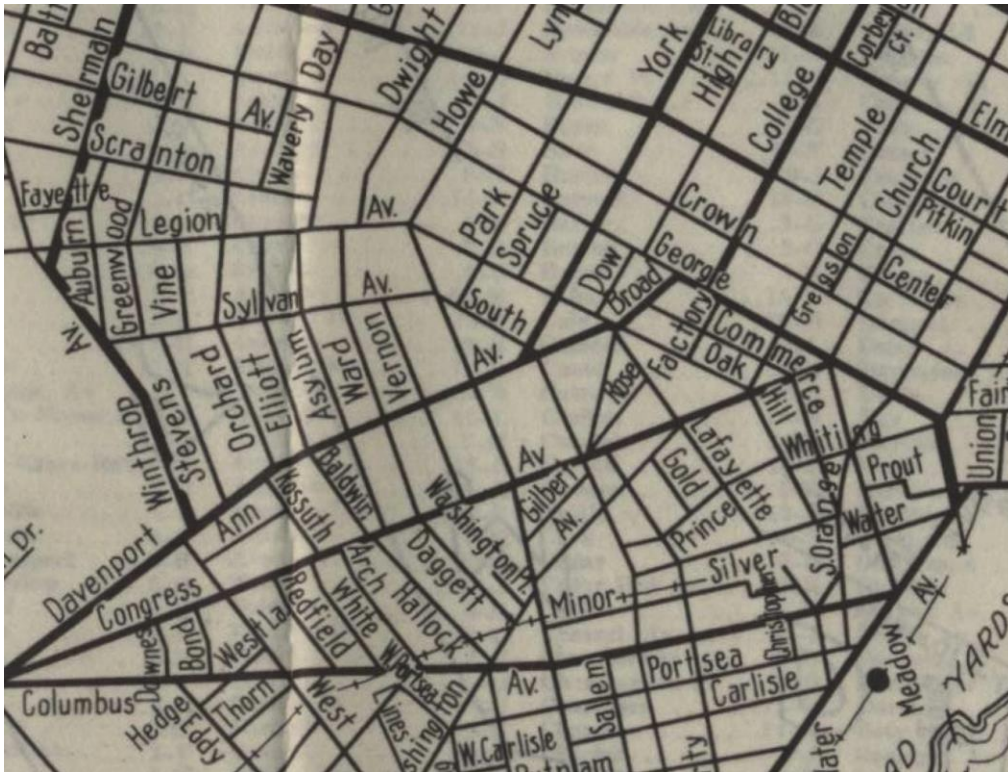 Sherman
Day
Dwight
York
Library
St.
High
Corbey
Ct.
Gilbert
Av.
Waverly
Howe
College
Temple
Church
Elm
Scranton
Fayette
Legion
Av.
Park
Spruce
Crown
Court
Pitkin
Auburn
Greenwood
Vine
Sylvan
Av.
Dow
Broad
George
Gregson
Center
Av.
South
Factory
Commerce
Oak
Winthrop
Stevens
Orchard
Elliott
Asylum
Ward
Vernon
Av.
Rose
Hill
Whiting
Fair
Union
Kossuth
Baldwin
Washington Pl.
Av.
Gilbert
Av.
Gold
Lafayette
Prince
S. Orange
Prout
Water
Dr.
Davenport
Ann
Congress
Arch
White
Hallock
Daggett
Minor
Silver
Christopher
Downes
Bond
West
Redfield
W. Portsea
Portsea
Carlisle
Meadow
Av.
YARDS
Columbus
Av.
Hedge
Eddy
Thorn
West
Salem
W. Carlisle